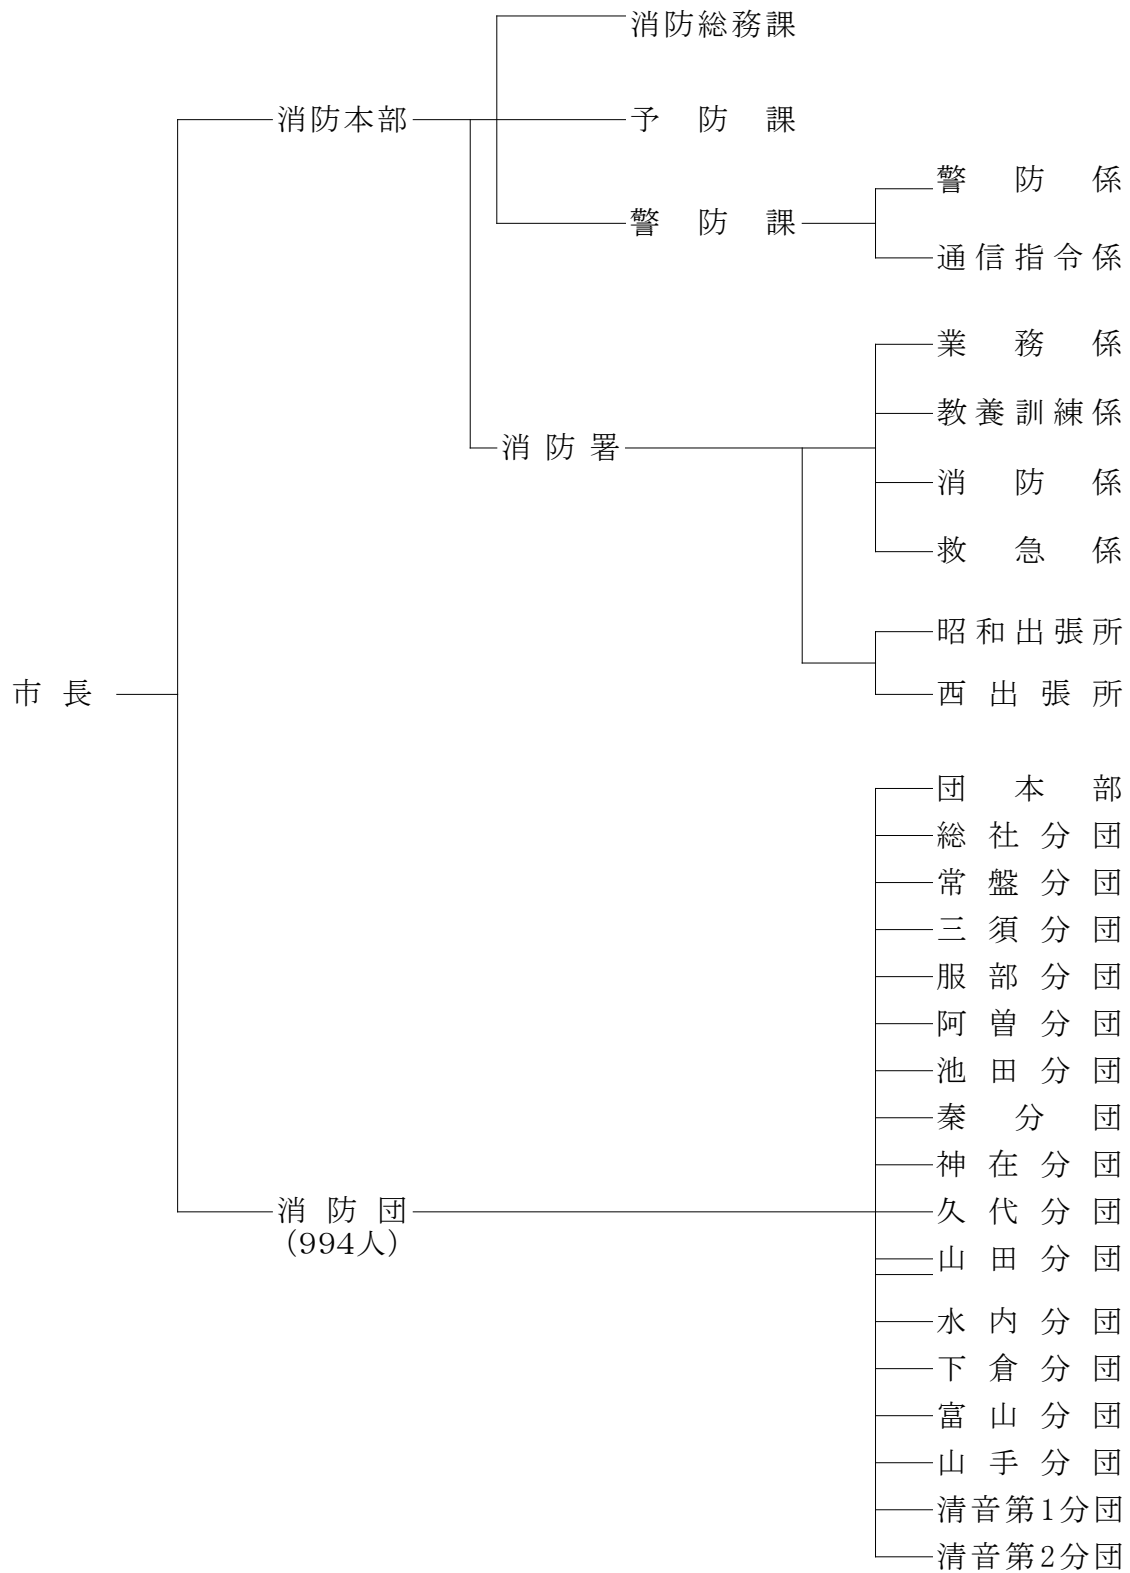 消防総務課
消防本部
予防課
警防課
警防係
通信指令係
業務係
教養訓練係
消防署
消防係
救急係
昭和出張所
市長
西出張所
団本部
総社分団
常盤分団
三須分団
服部分団
阿曽分団
池田分団
秦分団
神在分団
消防団
(994人)
久代分団
山田分団
水内分団
下倉分団
富山分団
山手分団
清音第1分団
清音第2分団